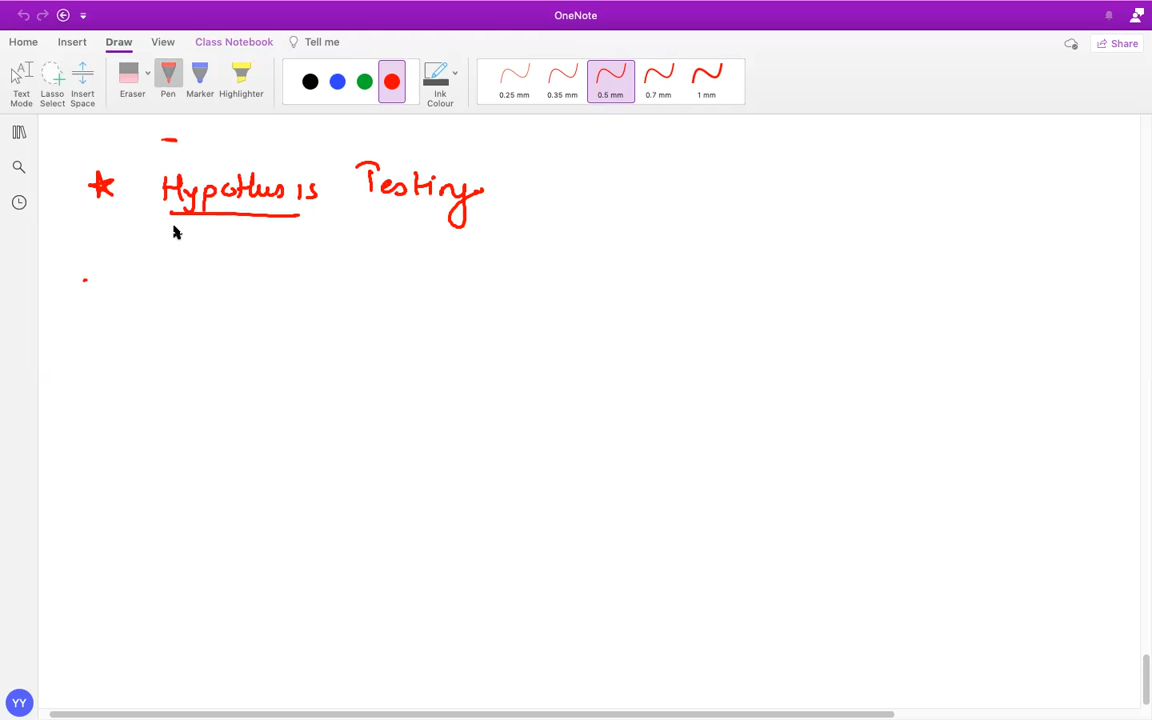 OneNote
Home Insert Draw View Class Notebook Tell me Share
Text Mode Lasso Select Insert Space Eraser Pen Marker Highlighter Ink Colour 0.25 mm 0.35 mm 0.5 mm 0.7 mm 1 mm
Hypothesis Testing
YY